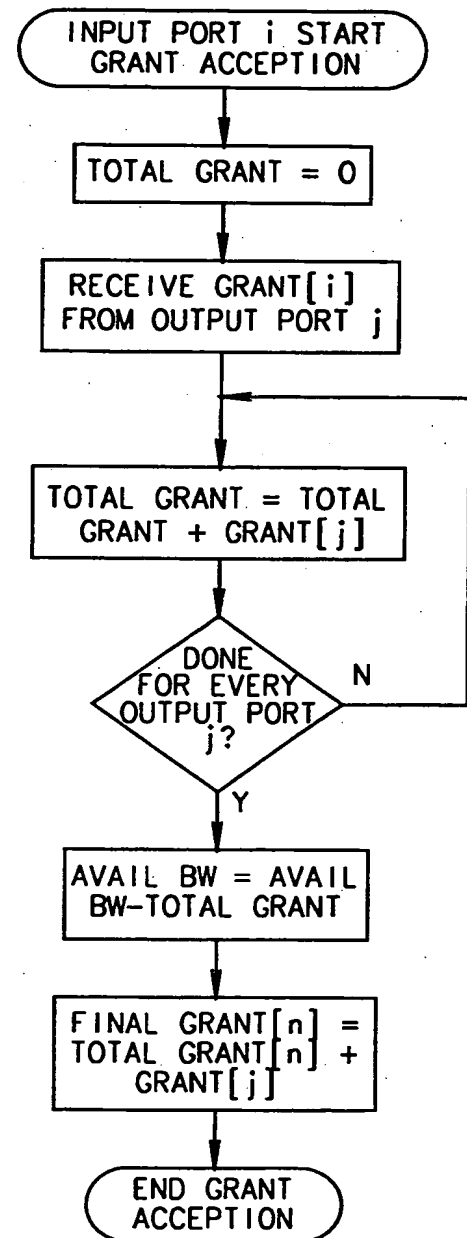 INPUT PORT i START
GRANT ACCEPTION
TOTAL GRANT = 0
RECEIVE GRANT[i]
FROM OUTPUT PORT j
TOTAL GRANT = TOTAL
GRANT + GRANT[j]
DONE
FOR EVERY
OUTPUT PORT
j?
N
Y
AVAIL BW = AVAIL
BW-TOTAL GRANT
FINAL GRANT[n] =
TOTAL GRANT[n] +
GRANT[j]
END GRANT
ACCEPTION